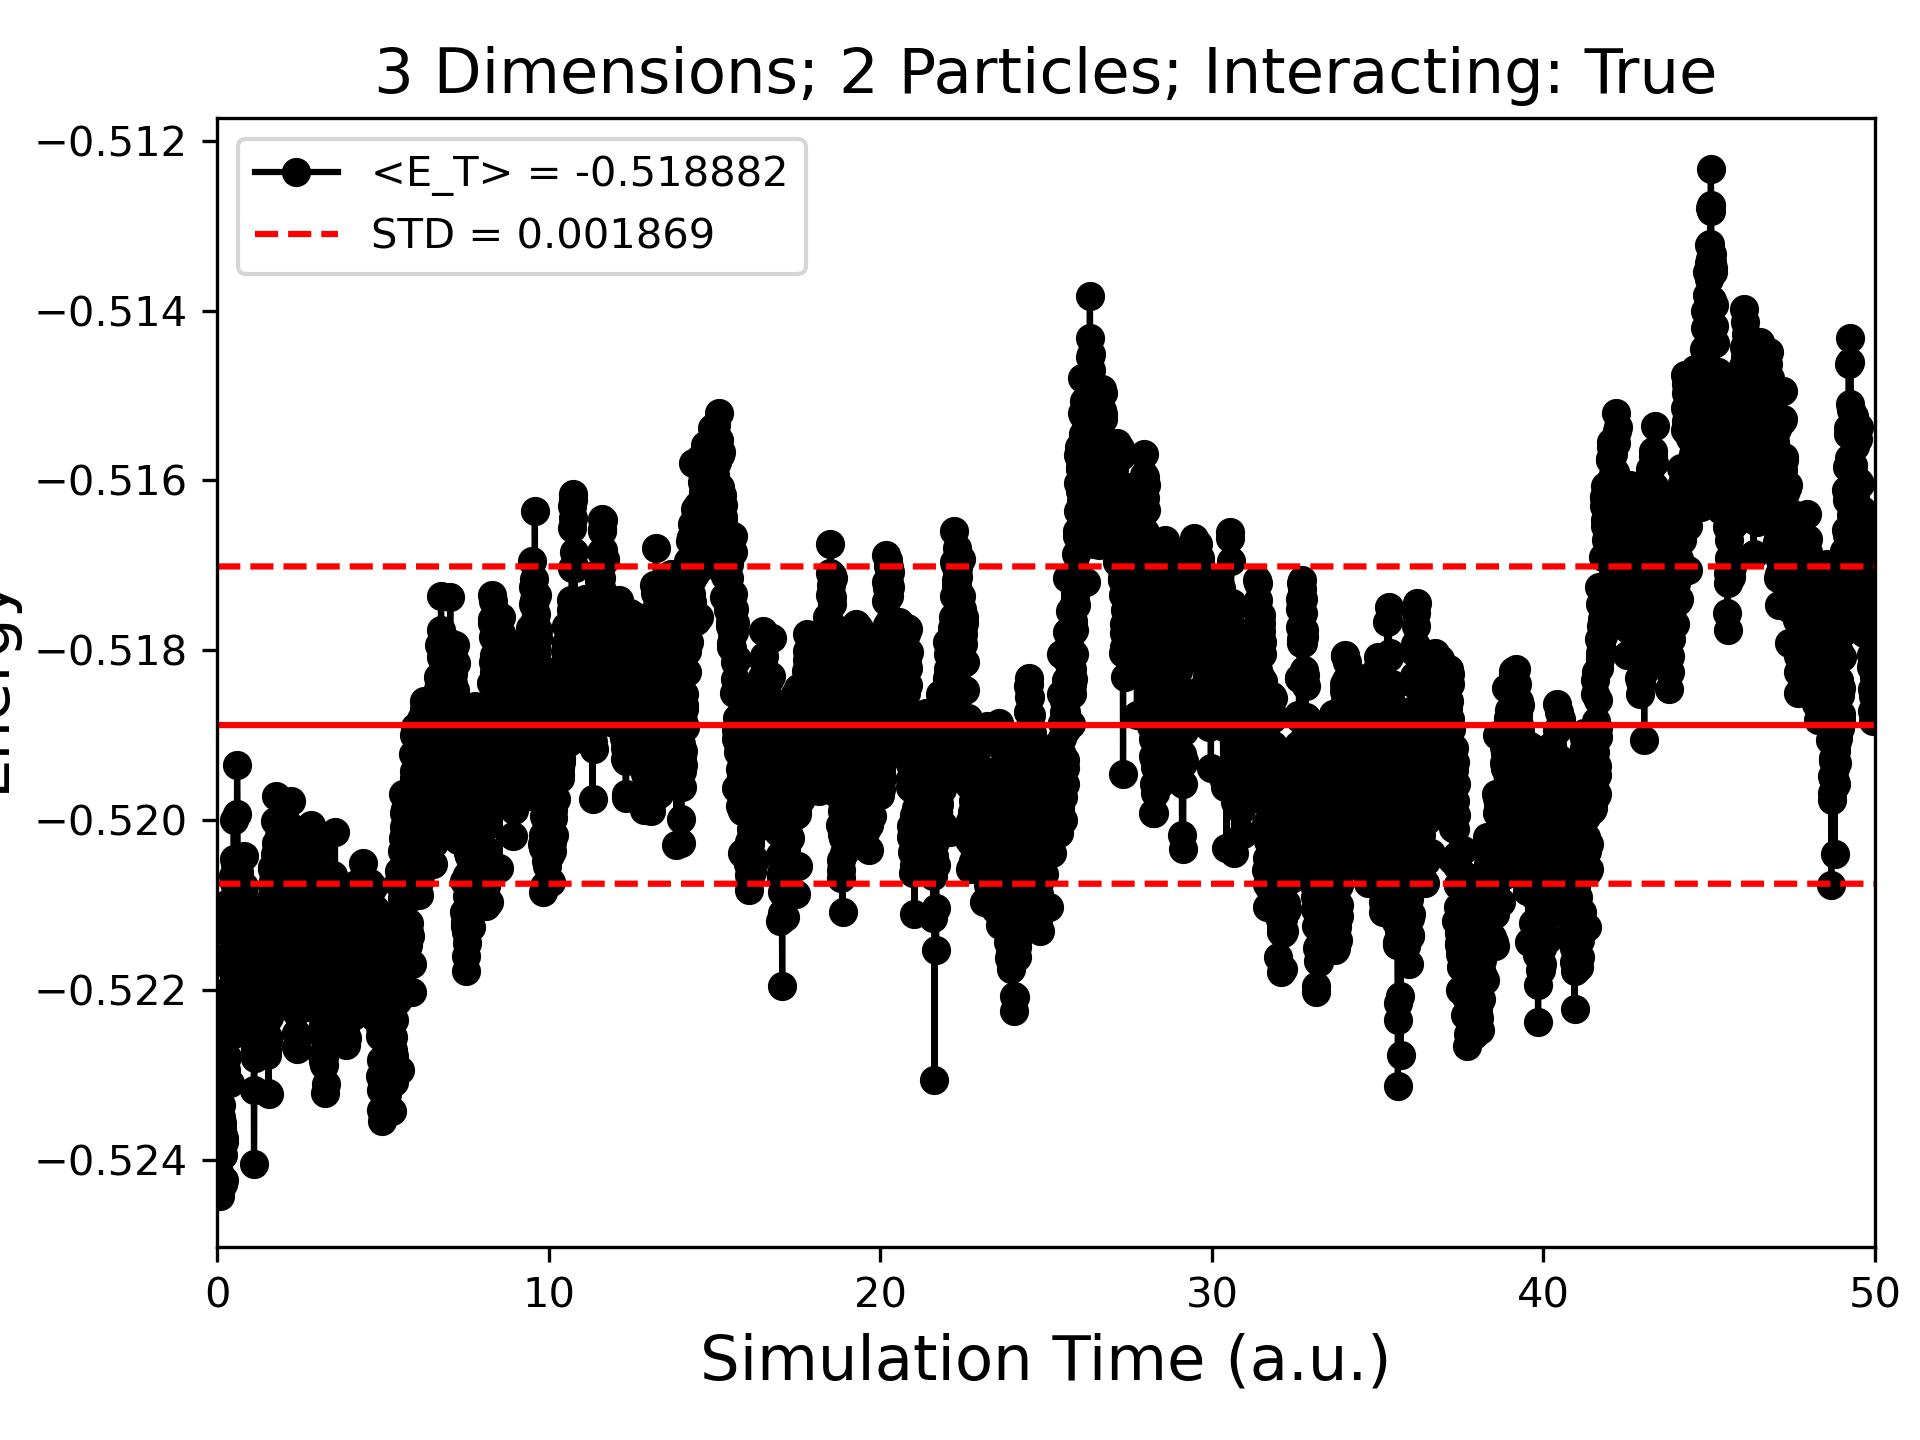 3 Dimensions; 2 Particles; Interacting: True
<E_T> = -0.518882
STD = 0.001869
−0.512
−0.514
−0.516
−0.518
−0.520
−0.522
−0.524
Energy
0 10 20 30 40 50
Simulation Time (a.u.)